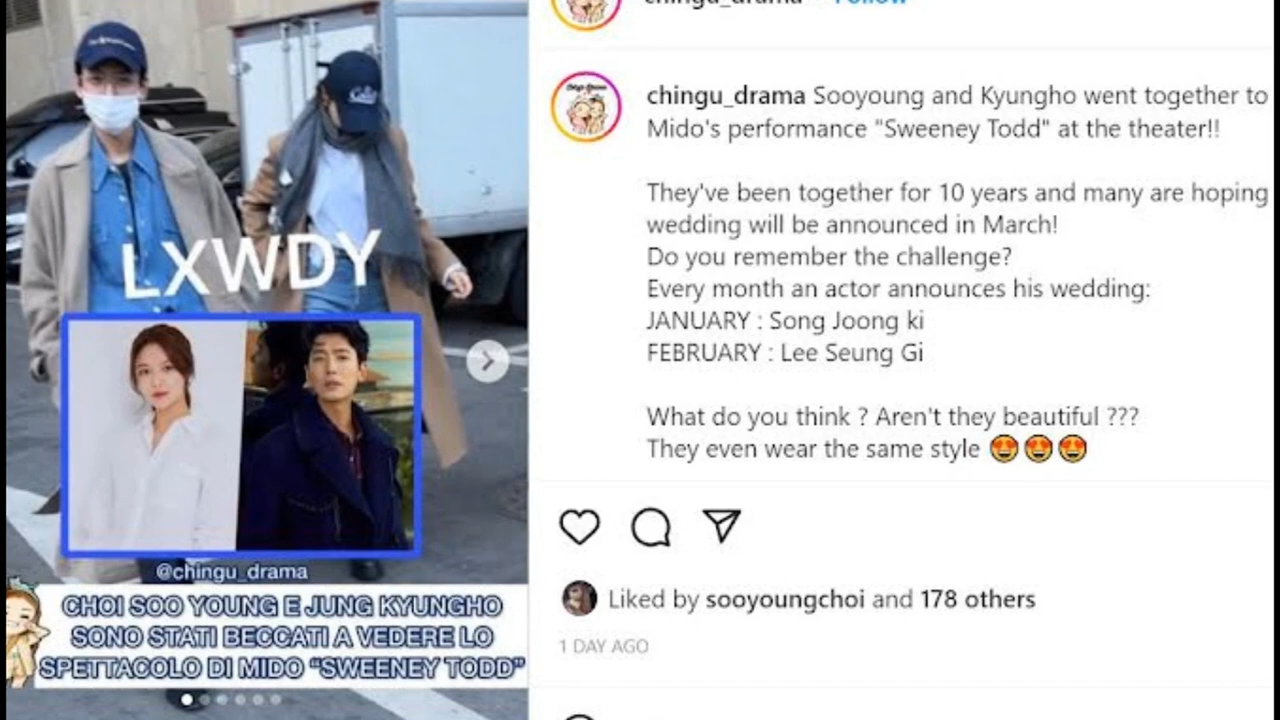 chingu_drama • Follow
chingu_drama Sooyoung and Kyungho went together to
Mido's performance "Sweeney Todd" at the theater!!
They've been together for 10 years and many are hoping
wedding will be announced in March!
Do you remember the challenge?
Every month an actor announces his wedding:
JANUARY : Song Joong ki
FEBRUARY : Lee Seung Gi
What do you think ? Aren't they beautiful ???
They even wear the same style 😍😍😍
Liked by sooyoungchoi and 178 others
1 DAY AGO
LXWDY
@chingu_drama
CHOI SOO YOUNG E JUNG KYUNGHO
SONO STATI BECCATI A VEDERE LO
SPETTACOLO DI MIDO “SWEENEY TODD”